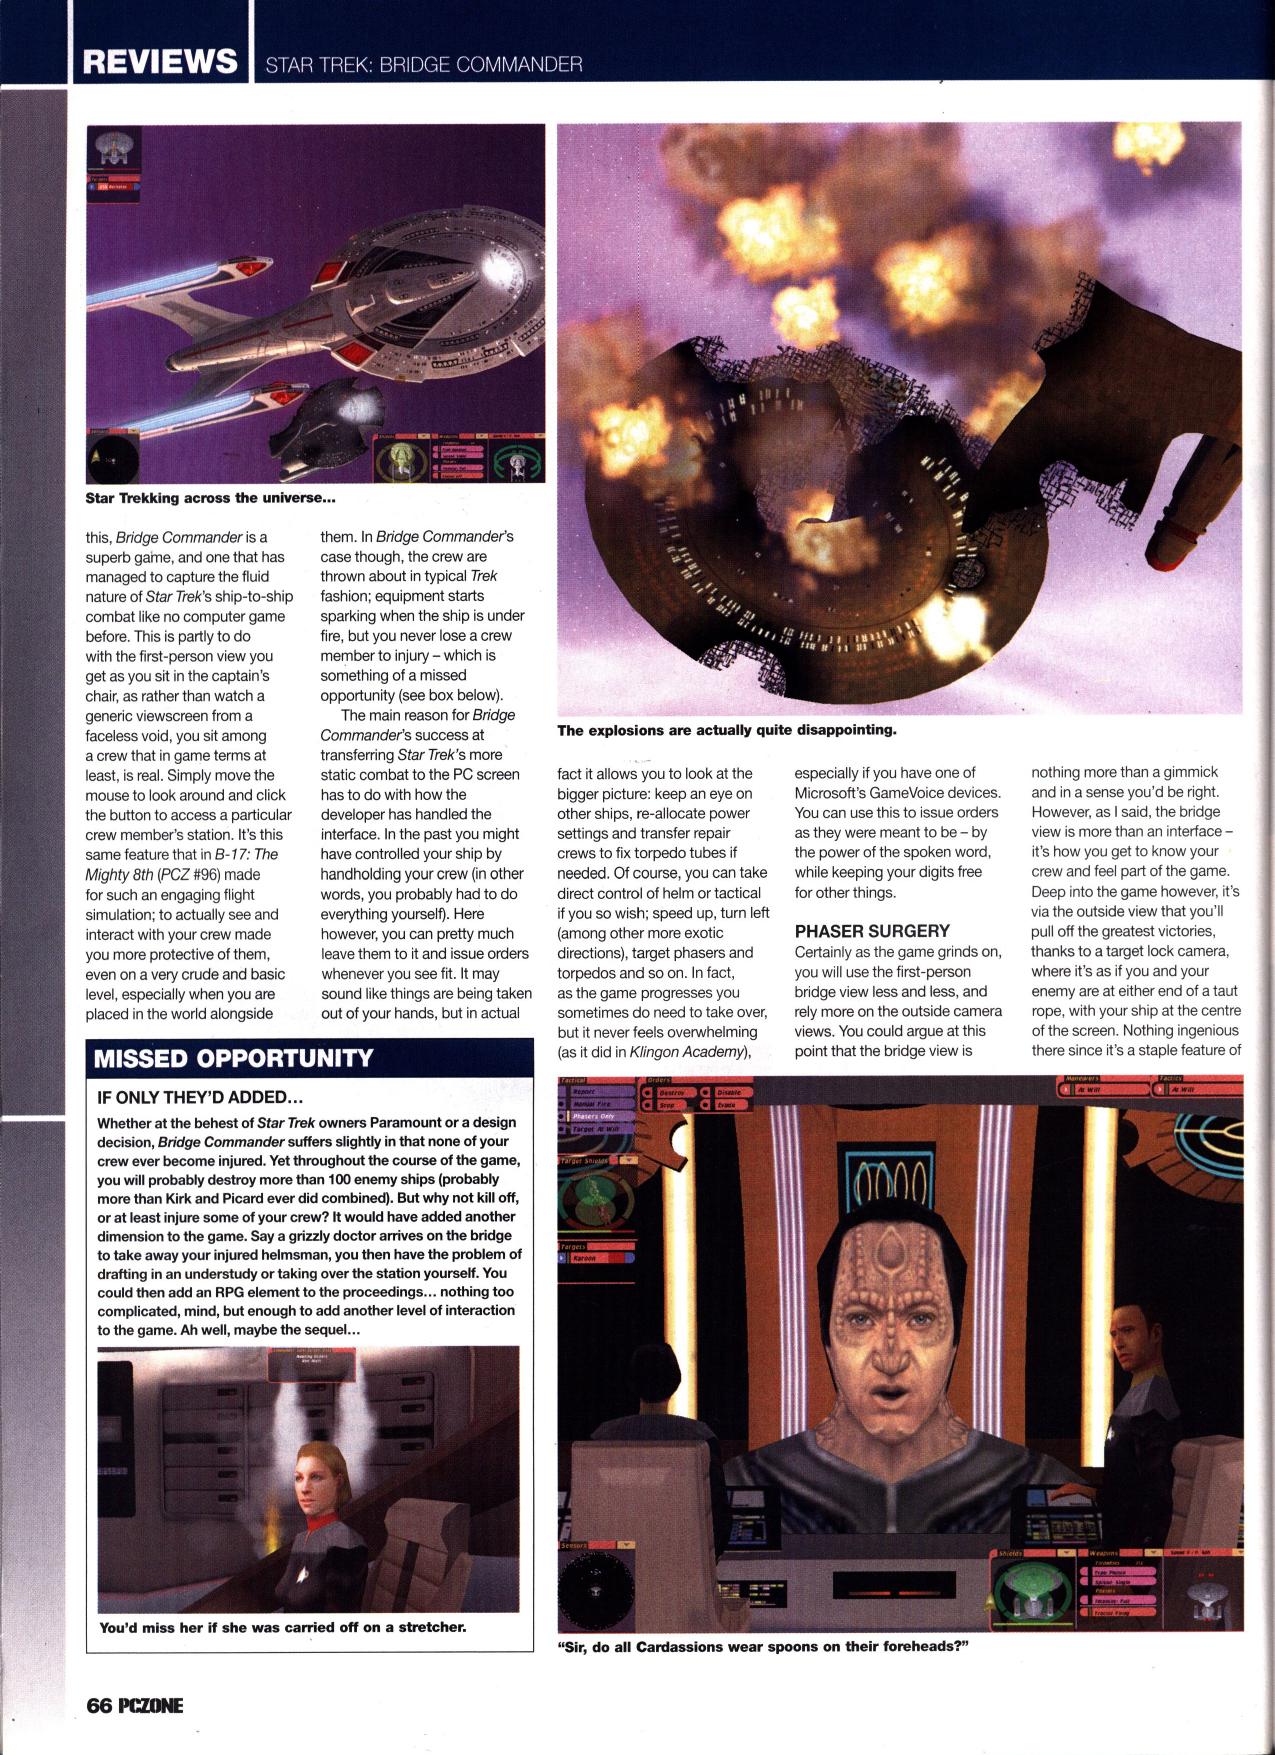 REVIEWS
STAR TREK: BRIDGE COMMANDER
Star Trekking across the universe...
this, Bridge Commander is a
superb game, and one that has
managed to capture the fluid
nature of Star Trek's ship-to-ship
combat like no computer game
before. This is partly to do
with the first-person view you
get as you sit in the captain's
chair, as rather than watch a
generic viewscreen from a
faceless void, you sit among
a crew that in game terms at
least, is real. Simply move the
mouse to look around and click
the button to access a particular
crew member's station. It's this
same feature that in B-17: The
Mighty 8th (PCZ #96) made
for such an engaging flight
simulation; to actually see and
interact with your crew made
you more protective of them,
even on a very crude and basic
level, especially when you are
placed in the world alongside
them. In Bridge Commander's
case though, the crew are
thrown about in typical Trek
fashion; equipment starts
sparking when the ship is under
fire, but you never lose a crew
member to injury – which is
something of a missed
opportunity (see box below).
The main reason for Bridge
Commander's success at
transferring Star Trek's more
static combat to the PC screen
has to do with how the
developer has handled the
interface. In the past you might
have controlled your ship by
handholding your crew (in other
words, you probably had to do
everything yourself). Here
however, you can pretty much
leave them to it and issue orders
whenever you see fit. It may
sound like things are being taken
out of your hands, but in actual
The explosions are actually quite disappointing.
fact it allows you to look at the
bigger picture: keep an eye on
other ships, re-allocate power
settings and transfer repair
crews to fix torpedo tubes if
needed. Of course, you can take
direct control of helm or tactical
if you so wish; speed up, turn left
(among other more exotic
directions), target phasers and
torpedos and so on. In fact,
as the game progresses you
sometimes do need to take over,
but it never feels overwhelming
(as it did in Klingon Academy),
especially if you have one of
Microsoft's GameVoice devices.
You can use this to issue orders
as they were meant to be – by
the power of the spoken word,
while keeping your digits free
for other things.
PHASER SURGERY
Certainly as the game grinds on,
you will use the first-person
bridge view less and less, and
rely more on the outside camera
views. You could argue at this
point that the bridge view is
nothing more than a gimmick
and in a sense you'd be right.
However, as I said, the bridge
view is more than an interface –
it's how you get to know your
crew and feel part of the game.
Deep into the game however, it's
via the outside view that you'll
pull off the greatest victories,
thanks to a target lock camera,
where it's as if you and your
enemy are at either end of a taut
rope, with your ship at the centre
of the screen. Nothing ingenious
there since it's a staple feature of
MISSED OPPORTUNITY
IF ONLY THEY'D ADDED...
Whether at the behest of Star Trek owners Paramount or a design
decision, Bridge Commander suffers slightly in that none of your
crew ever become injured. Yet throughout the course of the game,
you will probably destroy more than 100 enemy ships (probably
more than Kirk and Picard ever did combined). But why not kill off,
or at least injure some of your crew? It would have added another
dimension to the game. Say a grizzly doctor arrives on the bridge
to take away your injured helmsman, you then have the problem of
drafting in an understudy or taking over the station yourself. You
could then add an RPG element to the proceedings... nothing too
complicated, mind, but enough to add another level of interaction
to the game. Ah well, maybe the sequel...
You'd miss her if she was carried off on a stretcher.
Tactical
Report
Manual Fire
Phasers Only
Target At Will
Orders
Destroy
Disable
Stop
Evade
Maneuvers
At Will
Tactics
At Will
Target Shields
Targets
Karoon
Sensors
Shields
Weapons
"Sir, do all Cardassions wear spoons on their foreheads?"
66 PCZONE